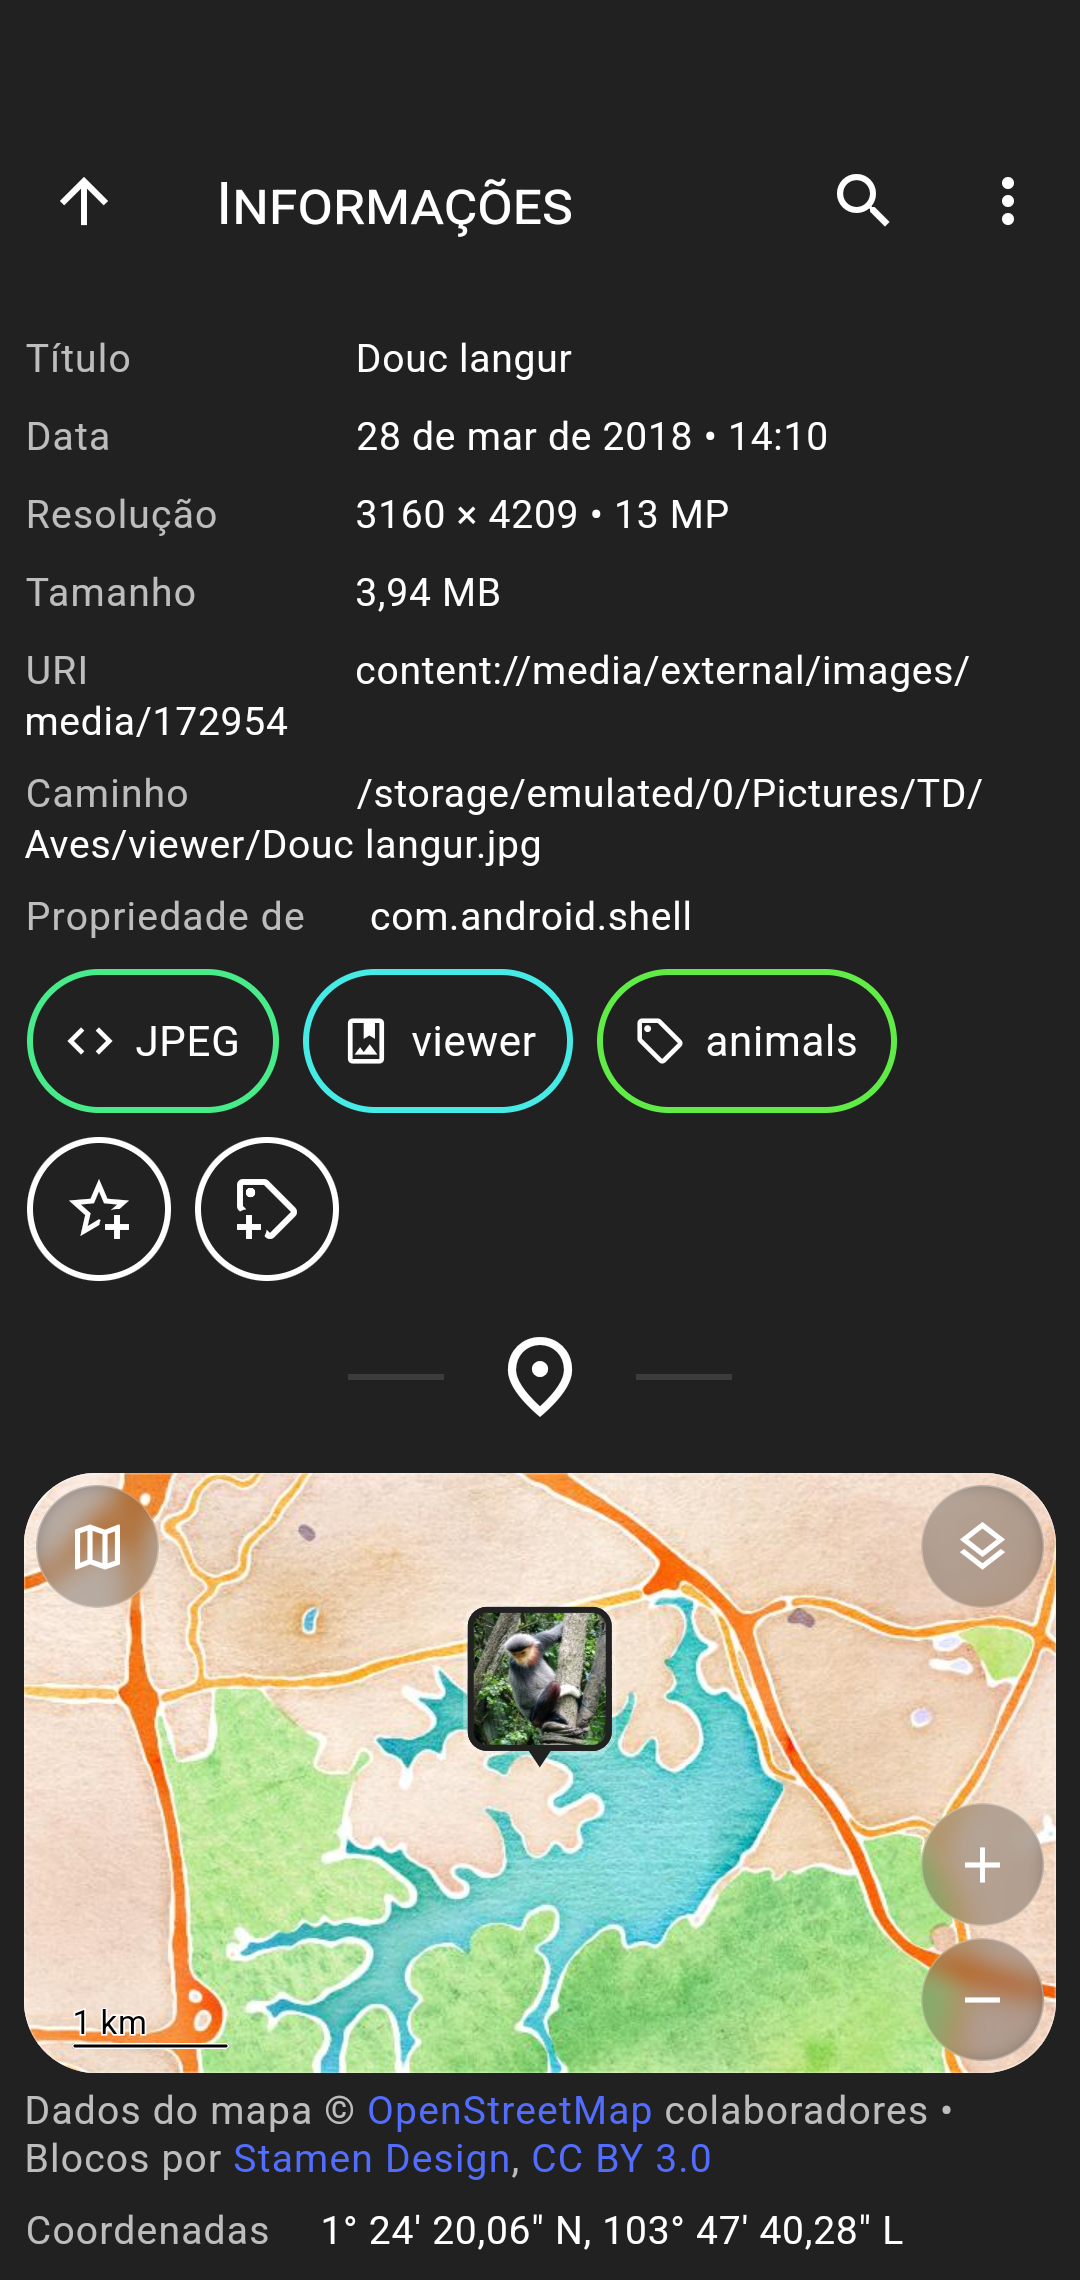 INFORMAÇÕES
Título Douc langur
Data 28 de mar de 2018 • 14:10
Resolução 3160 × 4209 • 13 MP
Tamanho 3,94 MB
URI content://media/external/images/
media/172954
Caminho /storage/emulated/0/Pictures/TD/
Aves/viewer/Douc langur.jpg
Propriedade de com.android.shell
JPEG viewer animals
1 km
Dados do mapa © OpenStreetMap colaboradores •
Blocos por Stamen Design, CC BY 3.0
Coordenadas 1° 24' 20,06" N, 103° 47' 40,28" L